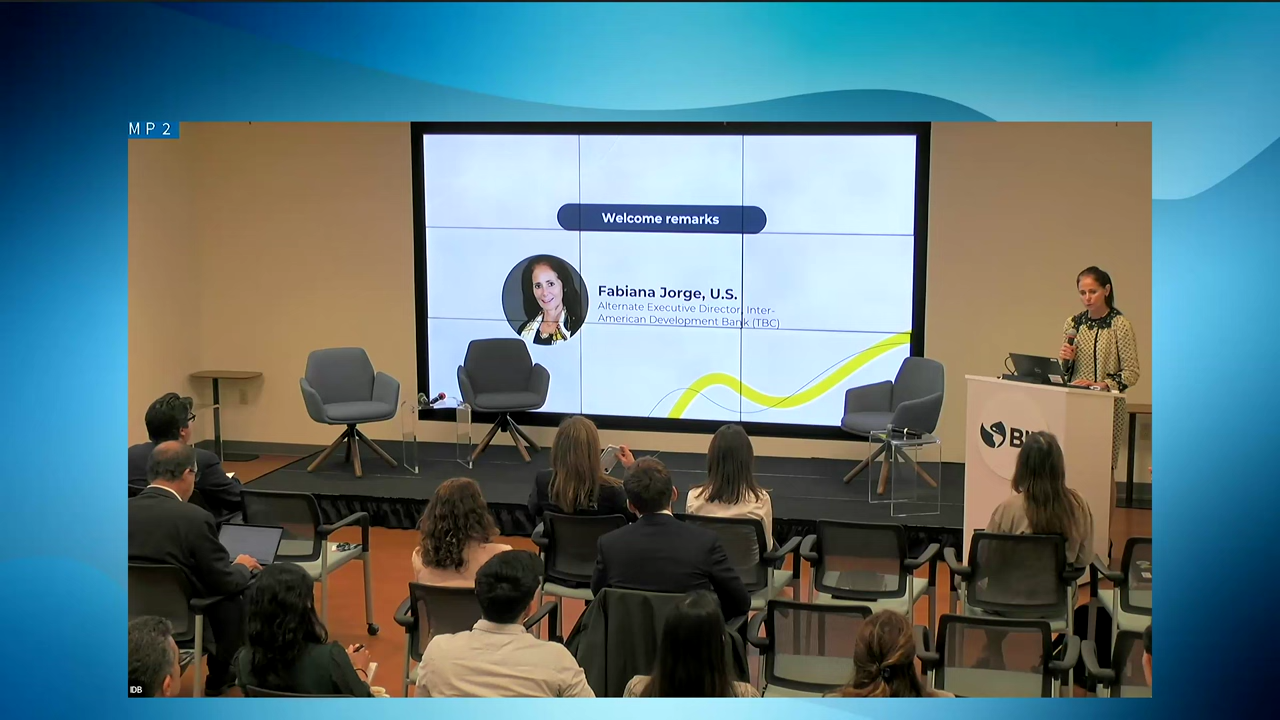 MP2
Welcome remarks
Fabiana Jorge, U.S.
Alternate Executive Director, Inter-
American Development Bank (TBC)
IDB